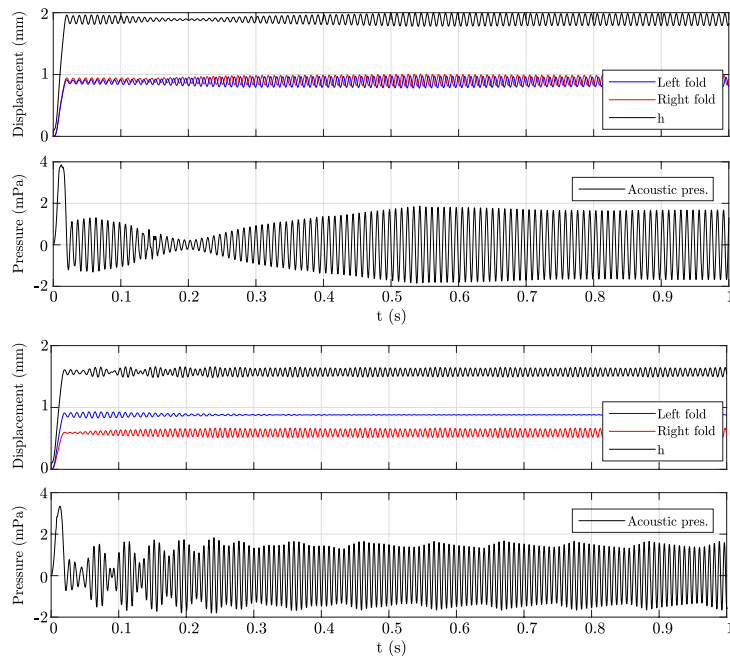 Displacement (mm)
2
1
0
Left fold
Right fold
h
Pressure (mPa)
4
2
0
-2
Acoustic pres.
0 0.1 0.2 0.3 0.4 0.5 0.6 0.7 0.8 0.9 1
t (s)
Displacement (mm)
2
1
0
Left fold
Right fold
h
Pressure (mPa)
4
2
0
-2
Acoustic pres.
0 0.1 0.2 0.3 0.4 0.5 0.6 0.7 0.8 0.9 1
t (s)